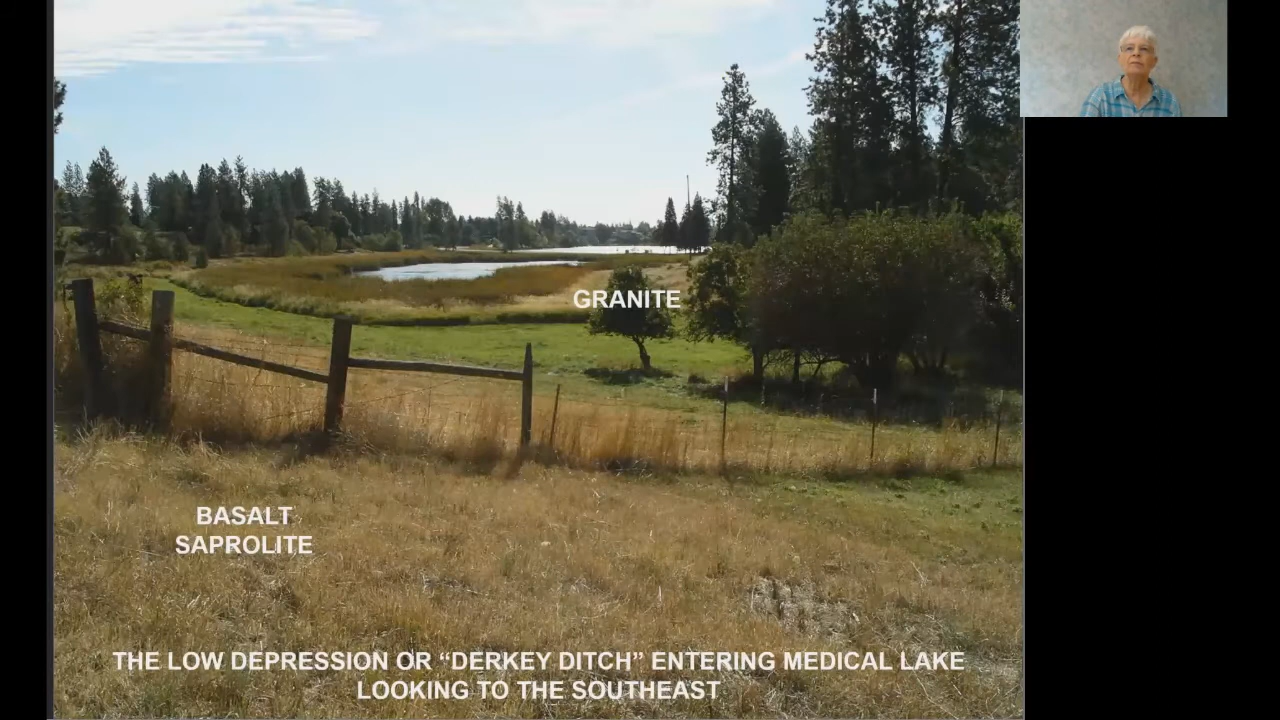 GRANITE
BASALT
SAPROLITE
THE LOW DEPRESSION OR “DERKEY DITCH” ENTERING MEDICAL LAKE
LOOKING TO THE SOUTHEAST